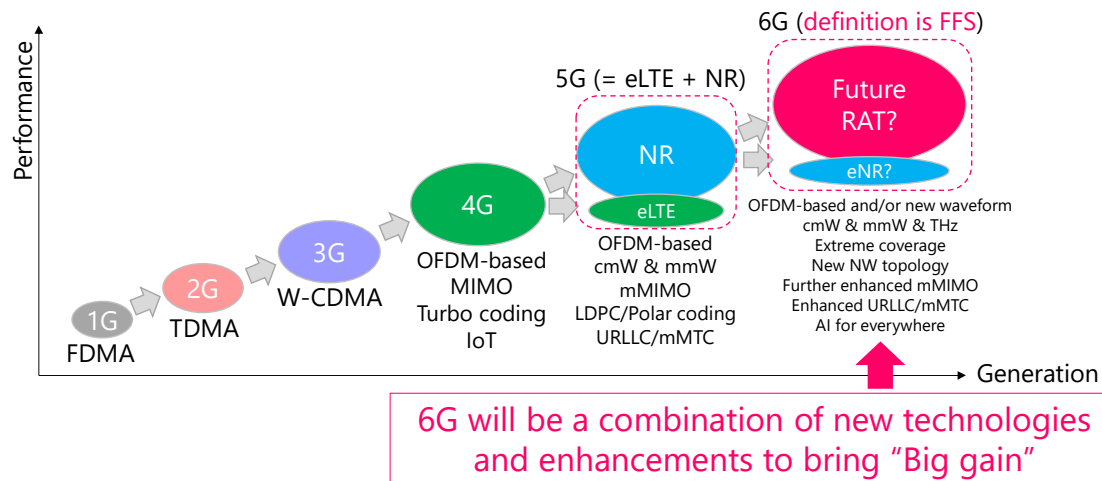 6G (definition is FFS)
5G (= eLTE + NR)
Performance
Future
RAT?
NR
eNR?
4G
eLTE
OFDM-based and/or new waveform
cmW & mmW & THz
Extreme coverage
New NW topology
Further enhanced mMIMO
Enhanced URLLC/mMTC
AI for everywhere
OFDM-based
cmW & mmW
mMIMO
LDPC/Polar coding
URLLC/mMTC
3G
OFDM-based
MIMO
Turbo coding
IoT
2G
W-CDMA
1G
TDMA
FDMA
Generation
6G will be a combination of new technologies
and enhancements to bring “Big gain”